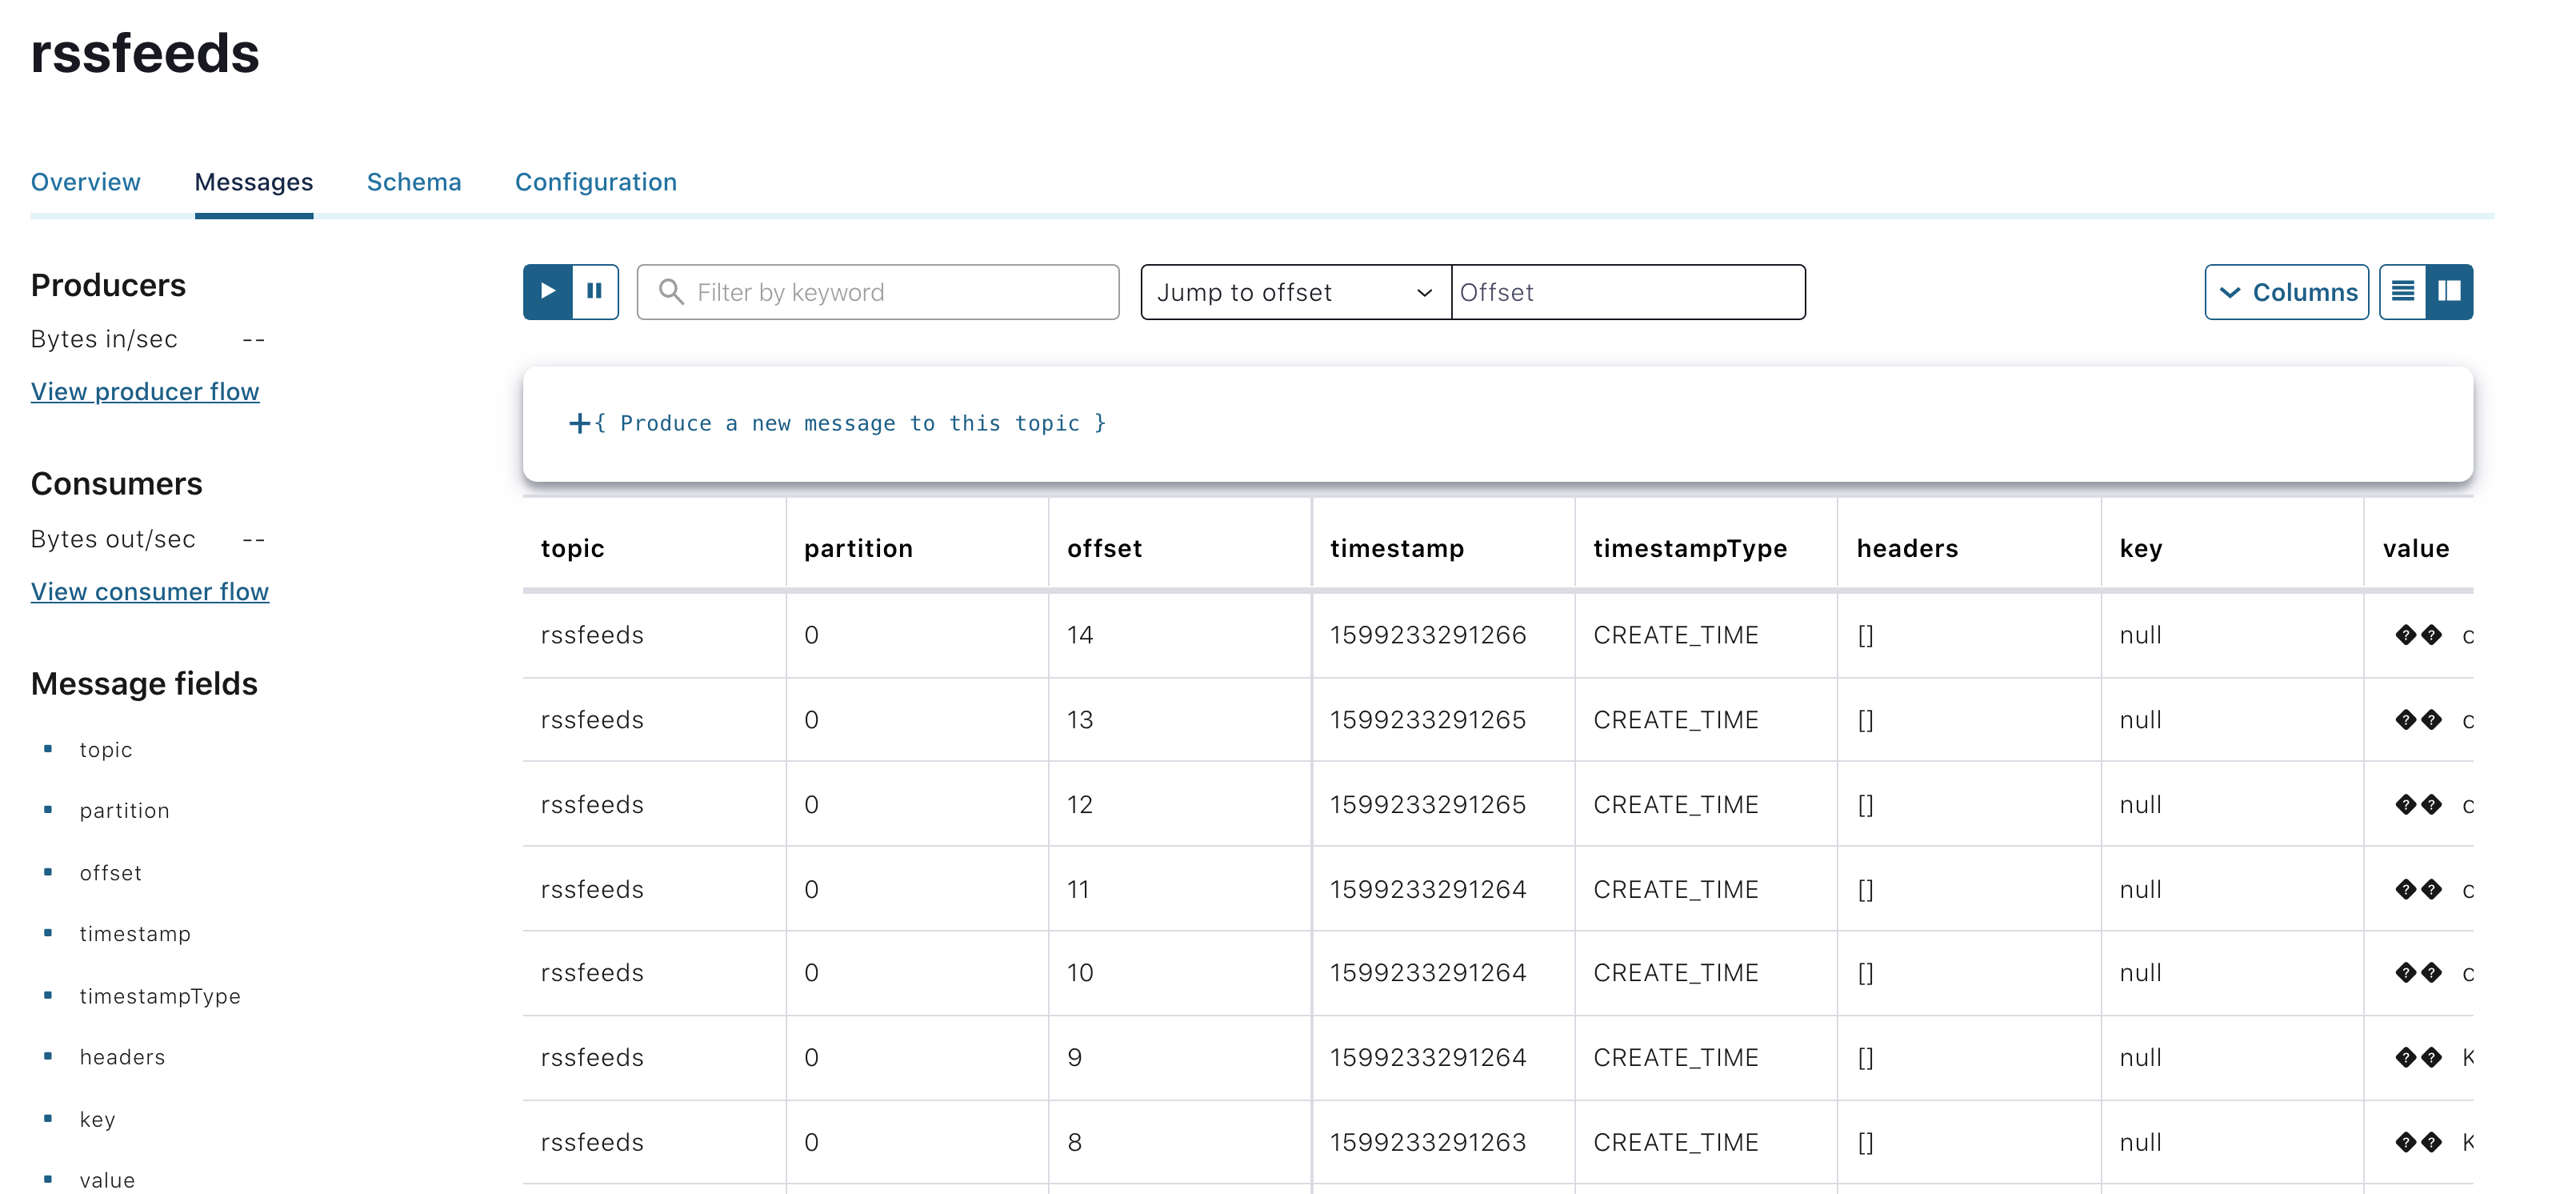 rssfeeds
Overview Messages Schema Configuration
Producers
Bytes in/sec --
View producer flow
Consumers
Bytes out/sec --
View consumer flow
Message fields
topic
partition
offset
timestamp
timestampType
headers
key
value
Filter by keyword Jump to offset Offset Columns
+{ Produce a new message to this topic }
topic partition offset timestamp timestampType headers key value
rssfeeds 0 14 1599233291266 CREATE_TIME [] null �� c
rssfeeds 0 13 1599233291265 CREATE_TIME [] null �� c
rssfeeds 0 12 1599233291265 CREATE_TIME [] null �� c
rssfeeds 0 11 1599233291264 CREATE_TIME [] null �� c
rssfeeds 0 10 1599233291264 CREATE_TIME [] null �� c
rssfeeds 0 9 1599233291264 CREATE_TIME [] null �� K
rssfeeds 0 8 1599233291263 CREATE_TIME [] null �� K